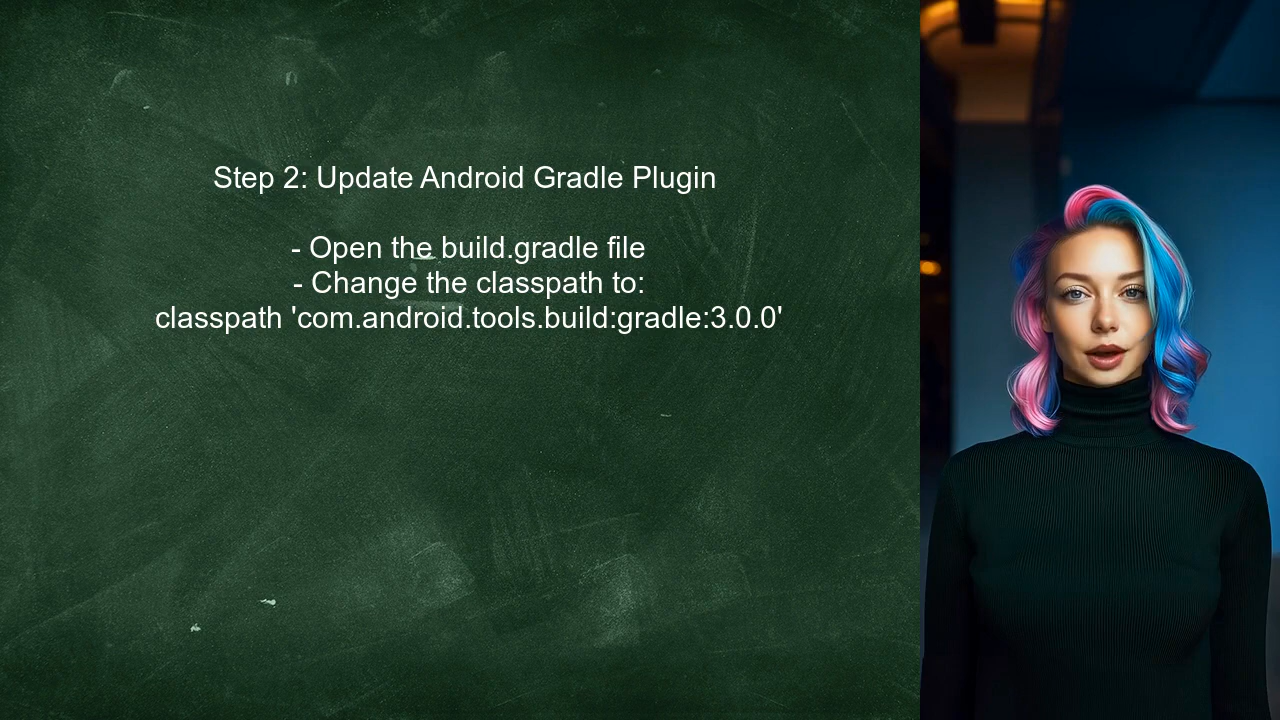 Step 2: Update Android Gradle Plugin
- Open the build.gradle file
- Change the classpath to:
classpath 'com.android.tools.build:gradle:3.0.0'